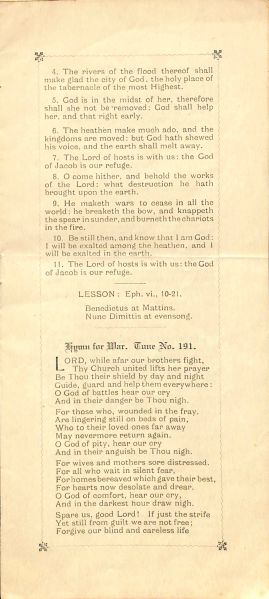 4. The rivers of the flood thereof shall
make glad the city of God, the holy place of
the tabernacle of the most Highest.
5. God is in the midst of her, therefore
shall she not be removed; God shall help
her, and that right early.
6. The heathen make much ado, and the
kingdoms are moved; but God hath shewed
his voice, and the earth shall melt away.
7. The Lord of hosts is with us: the God
of Jacob is our refuge.
8. O come hither, and behold the works
of the Lord: what destruction he hath
brought upon the earth.
9. He maketh wars to cease in all the
world: he breaketh the bow, and knappeth
the spear in sunder, and burneth the chariots
in the fire.
10. Be still then, and know that I am God:
I will be exalted among the heathen, and I
will be exalted in the earth.
11. The Lord of hosts is with us: the God
of Jacob is our refuge.
LESSON: Eph. vi., 10-21.
Benedictus at Mattins.
Nunc Dimittis at evensong.
Hymn for War. Tune No. 191.
LORD, while afar our brothers fight,
Thy Church united lifts her prayer
Be Thou their shield by day and night
Guide, guard and help them everywhere:
O God of battles hear our cry
And in their danger be Thou nigh.
For those who, wounded in the fray,
Are lingering still on beds of pain,
Who to their loved ones far away
May nevermore return again.
O God of pity, hear our cry
And in their anguish be Thou nigh.
For wives and mothers sore distressed.
For all who wait in silent fear,
For homes bereaved which gave their best,
For hearts now desolate and drear.
O God of comfort, hear our cry,
And in the darkest hour draw nigh.
Spare us, good Lord! If just the strife
Yet still from guilt we are not free;
Forgive our blind and careless life